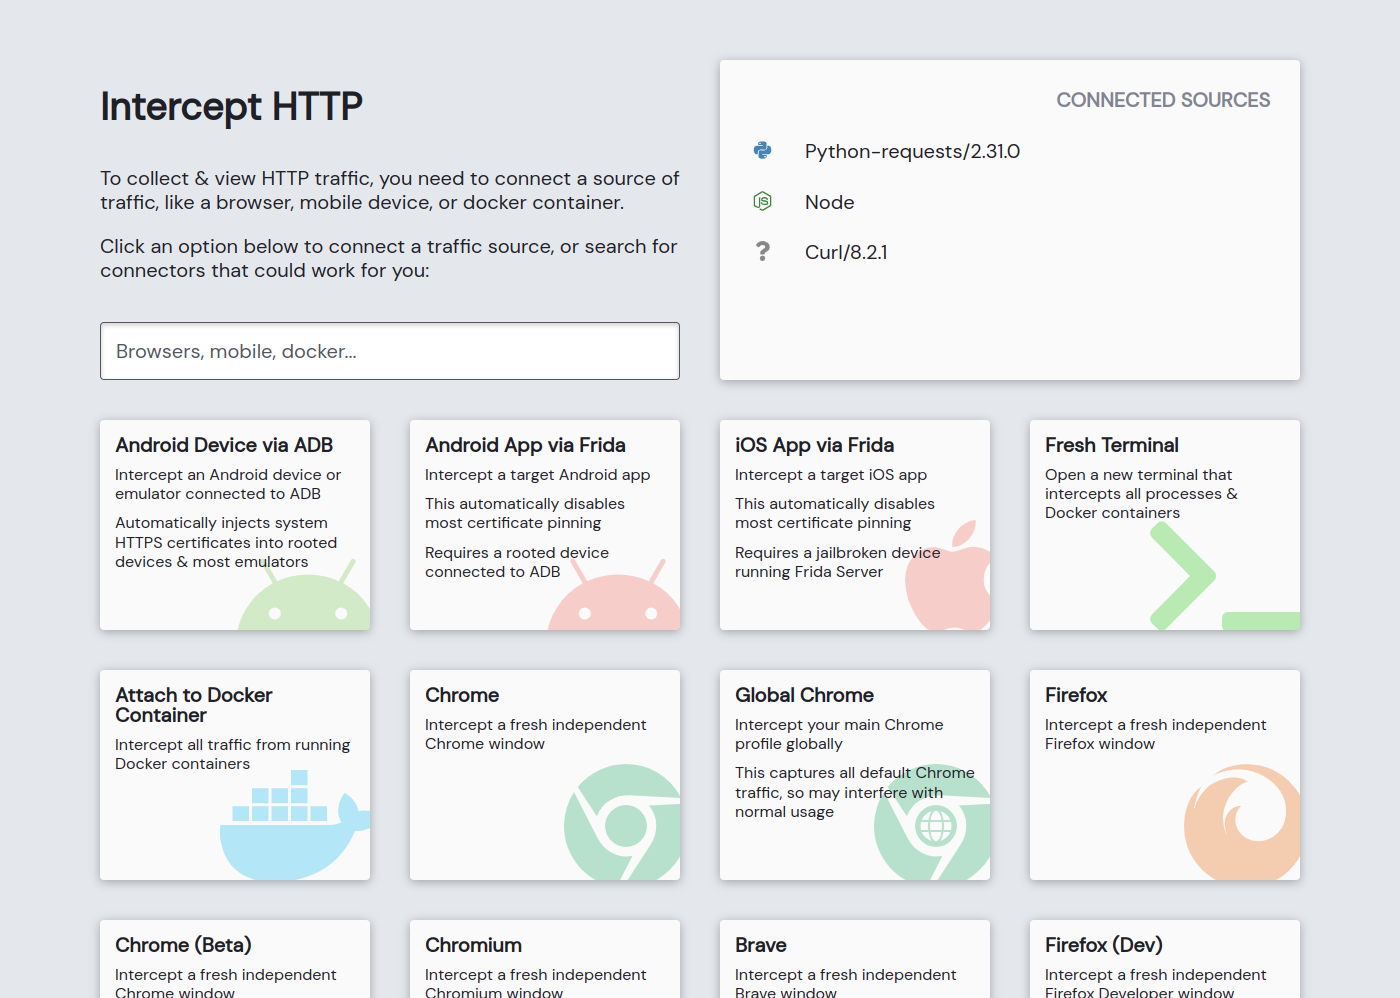 Intercept HTTP
To collect & view HTTP traffic, you need to connect a source of
traffic, like a browser, mobile device, or docker container.
Click an option below to connect a traffic source, or search for
connectors that could work for you:
Browsers, mobile, docker...
CONNECTED SOURCES
Python-requests/2.31.0
Node
Curl/8.2.1
Android Device via ADB
Intercept an Android device or
emulator connected to ADB
Automatically injects system
HTTPS certificates into rooted
devices & most emulators
Android App via Frida
Intercept a target Android app
This automatically disables
most certificate pinning
Requires a rooted device
connected to ADB
iOS App via Frida
Intercept a target iOS app
This automatically disables
most certificate pinning
Requires a jailbroken device
running Frida Server
Fresh Terminal
Open a new terminal that
intercepts all processes &
Docker containers
Attach to Docker
Container
Intercept all traffic from running
Docker containers
Chrome
Intercept a fresh independent
Chrome window
Global Chrome
Intercept your main Chrome
profile globally
This captures all default Chrome
traffic, so may interfere with
normal usage
Firefox
Intercept a fresh independent
Firefox window
Chrome (Beta)
Intercept a fresh independent
Chrome window
Chromium
Intercept a fresh independent
Chromium window
Brave
Intercept a fresh independent
Brave window
Firefox (Dev)
Intercept a fresh independent
Firefox Developer window